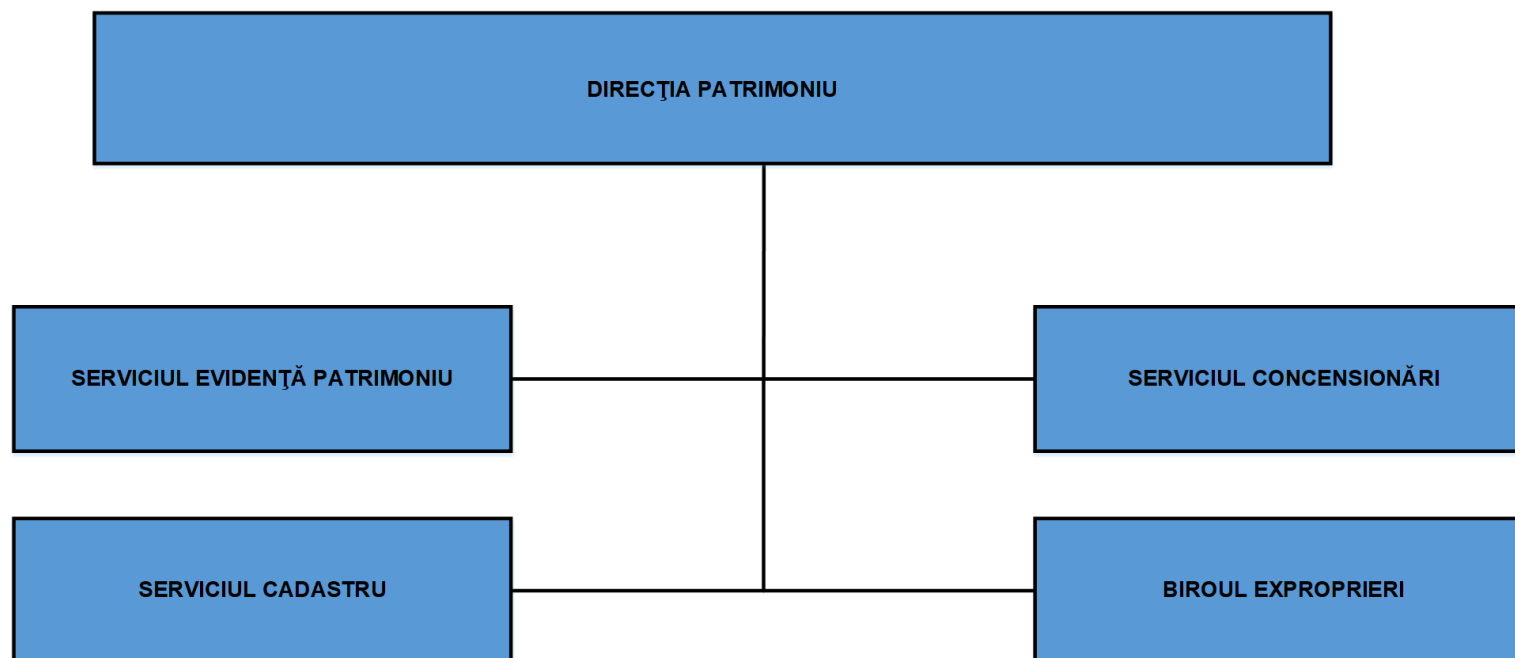 DIRECŢIA PATRIMONIU
SERVICIUL EVIDENŢĂ PATRIMONIU
SERVICIUL CONCENSIONĂRI
SERVICIUL CADASTRU
BIROUL EXPROPRIERI